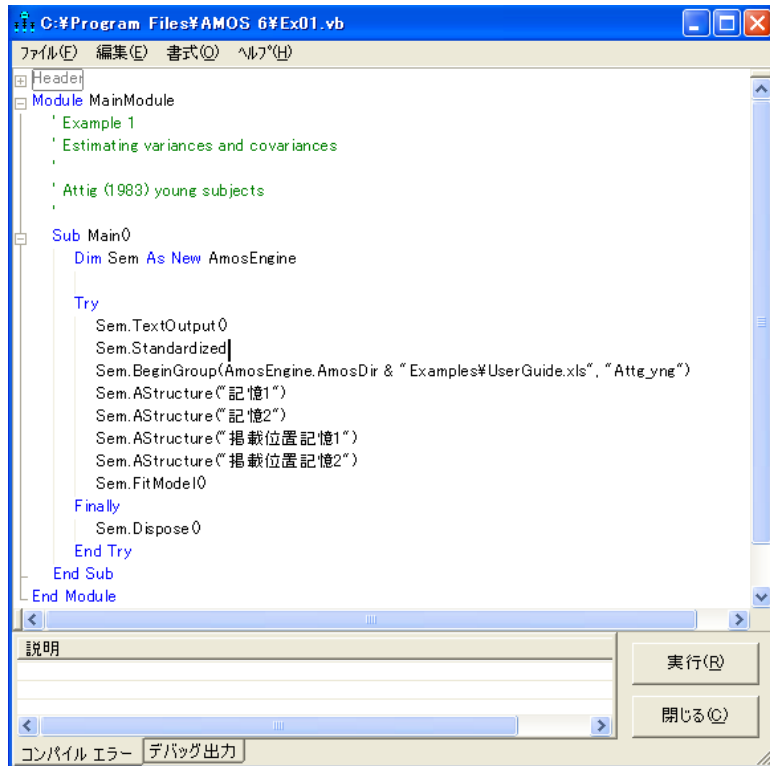 C:¥Program Files¥AMOS 6¥Ex01.vb
ファイル(F) 編集(E) 書式(O) ヘルプ(H)
Header
Module MainModule
' Example 1
' Estimating variances and covariances
'
' Attig (1983) young subjects
'
Sub Main()
Dim Sem As New AmosEngine
Try
Sem.TextOutput()
Sem.Standardized
Sem.BeginGroup(AmosEngine.AmosDir & "Examples¥UserGuide.xls", "Attg_yng")
Sem.AStructure("記憶1")
Sem.AStructure("記憶2")
Sem.AStructure("掲載位置記憶1")
Sem.AStructure("掲載位置記憶2")
Sem.FitModel()
Finally
Sem.Dispose()
End Try
End Sub
End Module
説明
実行(R)
閉じる(C)
コンパイル エラー デバッグ出力